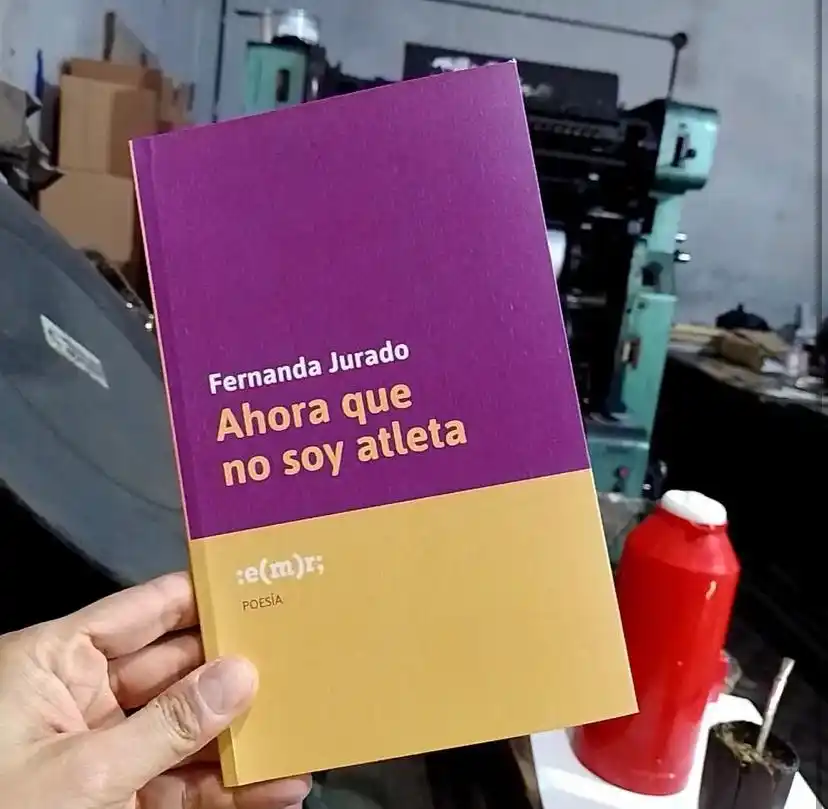 Fernanda Jurado
Ahora que
no soy atleta
:e(m)r;
POESÍA